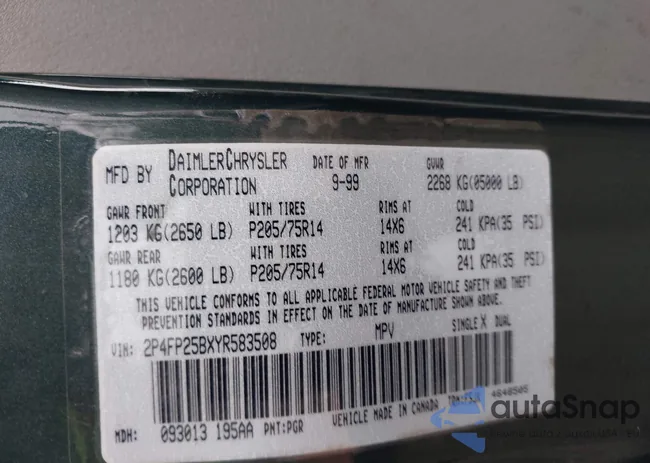 MFD BY DAIMLERCHRYSLER CORPORATION
DATE OF MFR
9-99
GVWR
2268 KG(05000 LB)
GAWR FRONT WITH TIRES RIMS AT COLD
1203 KG(2650 LB) P205/75R14 14X6 241 KPA(35 PSI)
GAWR REAR WITH TIRES RIMS AT COLD
1180 KG(2600 LB) P205/75R14 14X6 241 KPA(35 PSI)
THIS VEHICLE CONFORMS TO ALL APPLICABLE FEDERAL MOTOR VEHICLE SAFETY AND THEFT
PREVENTION STANDARDS IN EFFECT ON THE DATE OF MANUFACTURE SHOWN ABOVE.
VIN: 2P4FP25BXYR583508 TYPE: MPV SINGLE X DUAL
MDH: 093013 195AA PNT:PGR VEHICLE MADE IN CANADA
4648505
autoSnap